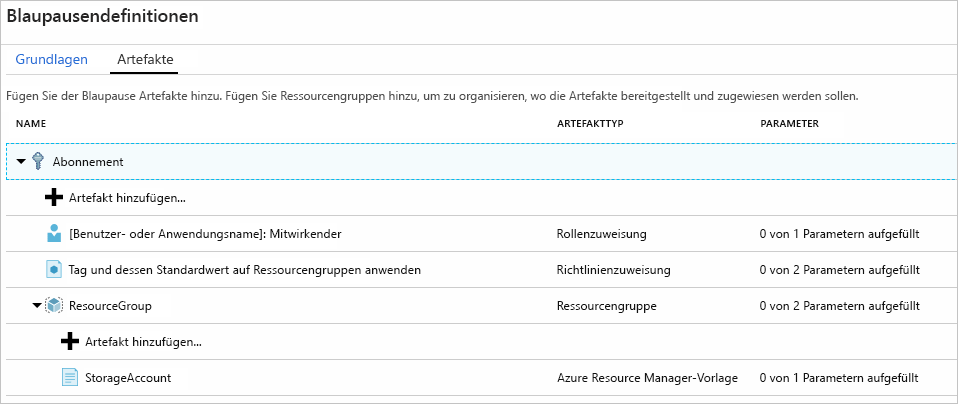 Blaupausendefinitionen
Grundlagen Artefakte
Fügen Sie der Blaupause Artefakte hinzu. Fügen Sie Ressourcengruppen hinzu, um zu organisieren, wo die Artefakte bereitgestellt und zugewiesen werden sollen.
NAME ARTEFAKTTYP PARAMETER
Abonnement
Artefakt hinzufügen...
[Benutzer- oder Anwendungsname]: Mitwirkender Rollenzuweisung 0 von 1 Parametern aufgefüllt
Tag und dessen Standardwert auf Ressourcengruppen anwenden Richtlinienzuweisung 0 von 2 Parametern aufgefüllt
ResourceGroup Ressourcengruppe 0 von 2 Parametern aufgefüllt
Artefakt hinzufügen...
StorageAccount Azure Resource Manager-Vorlage 0 von 1 Parametern aufgefüllt